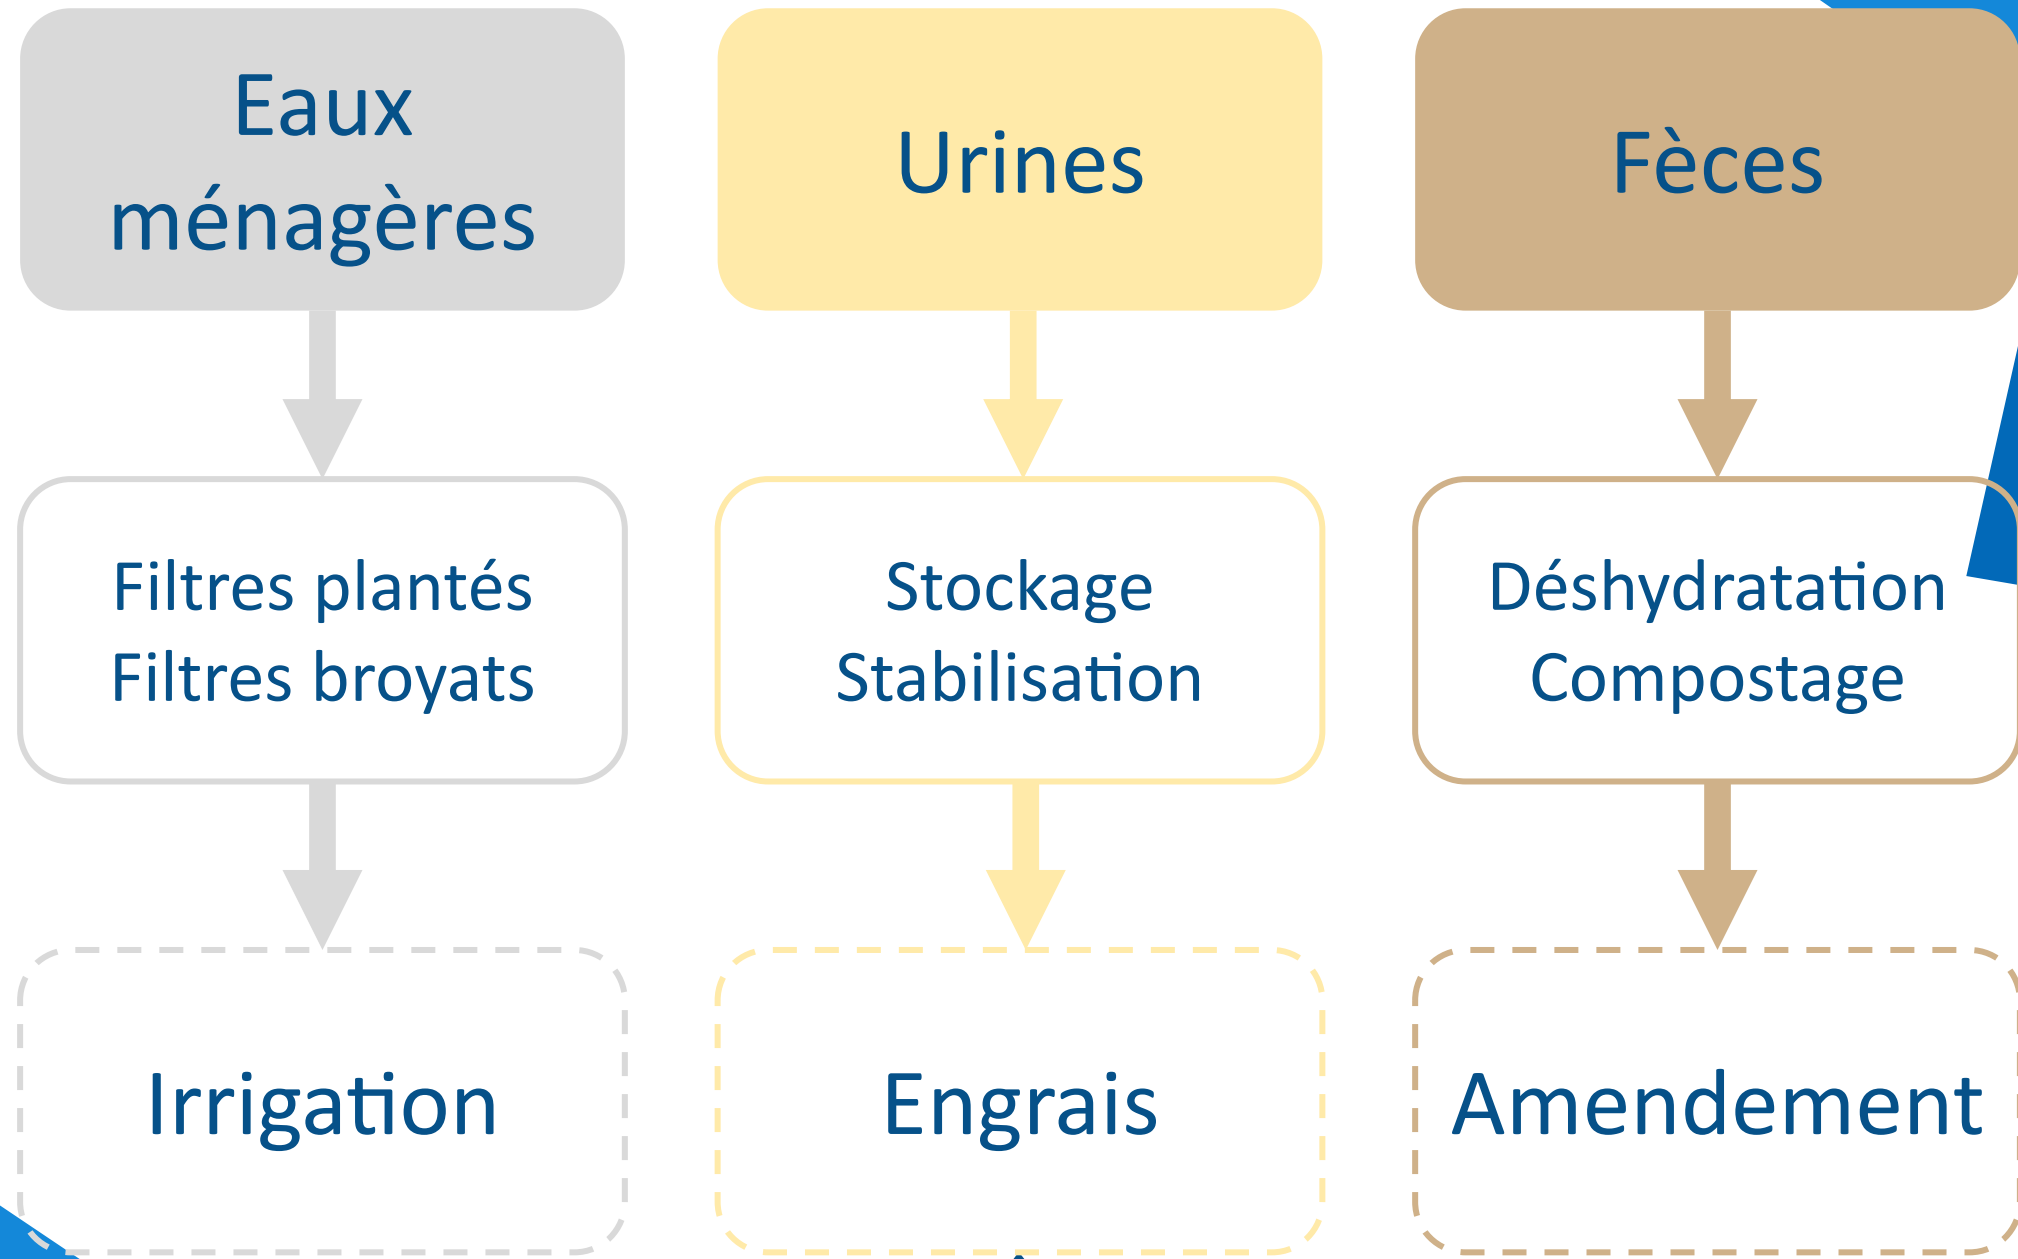 Eaux
ménagères
Urines
Fèces
Filtres plantés
Filtres broyats
Stockage
Stabilisation
Déshydratation
Compostage
Irrigation
Engrais
Amendement